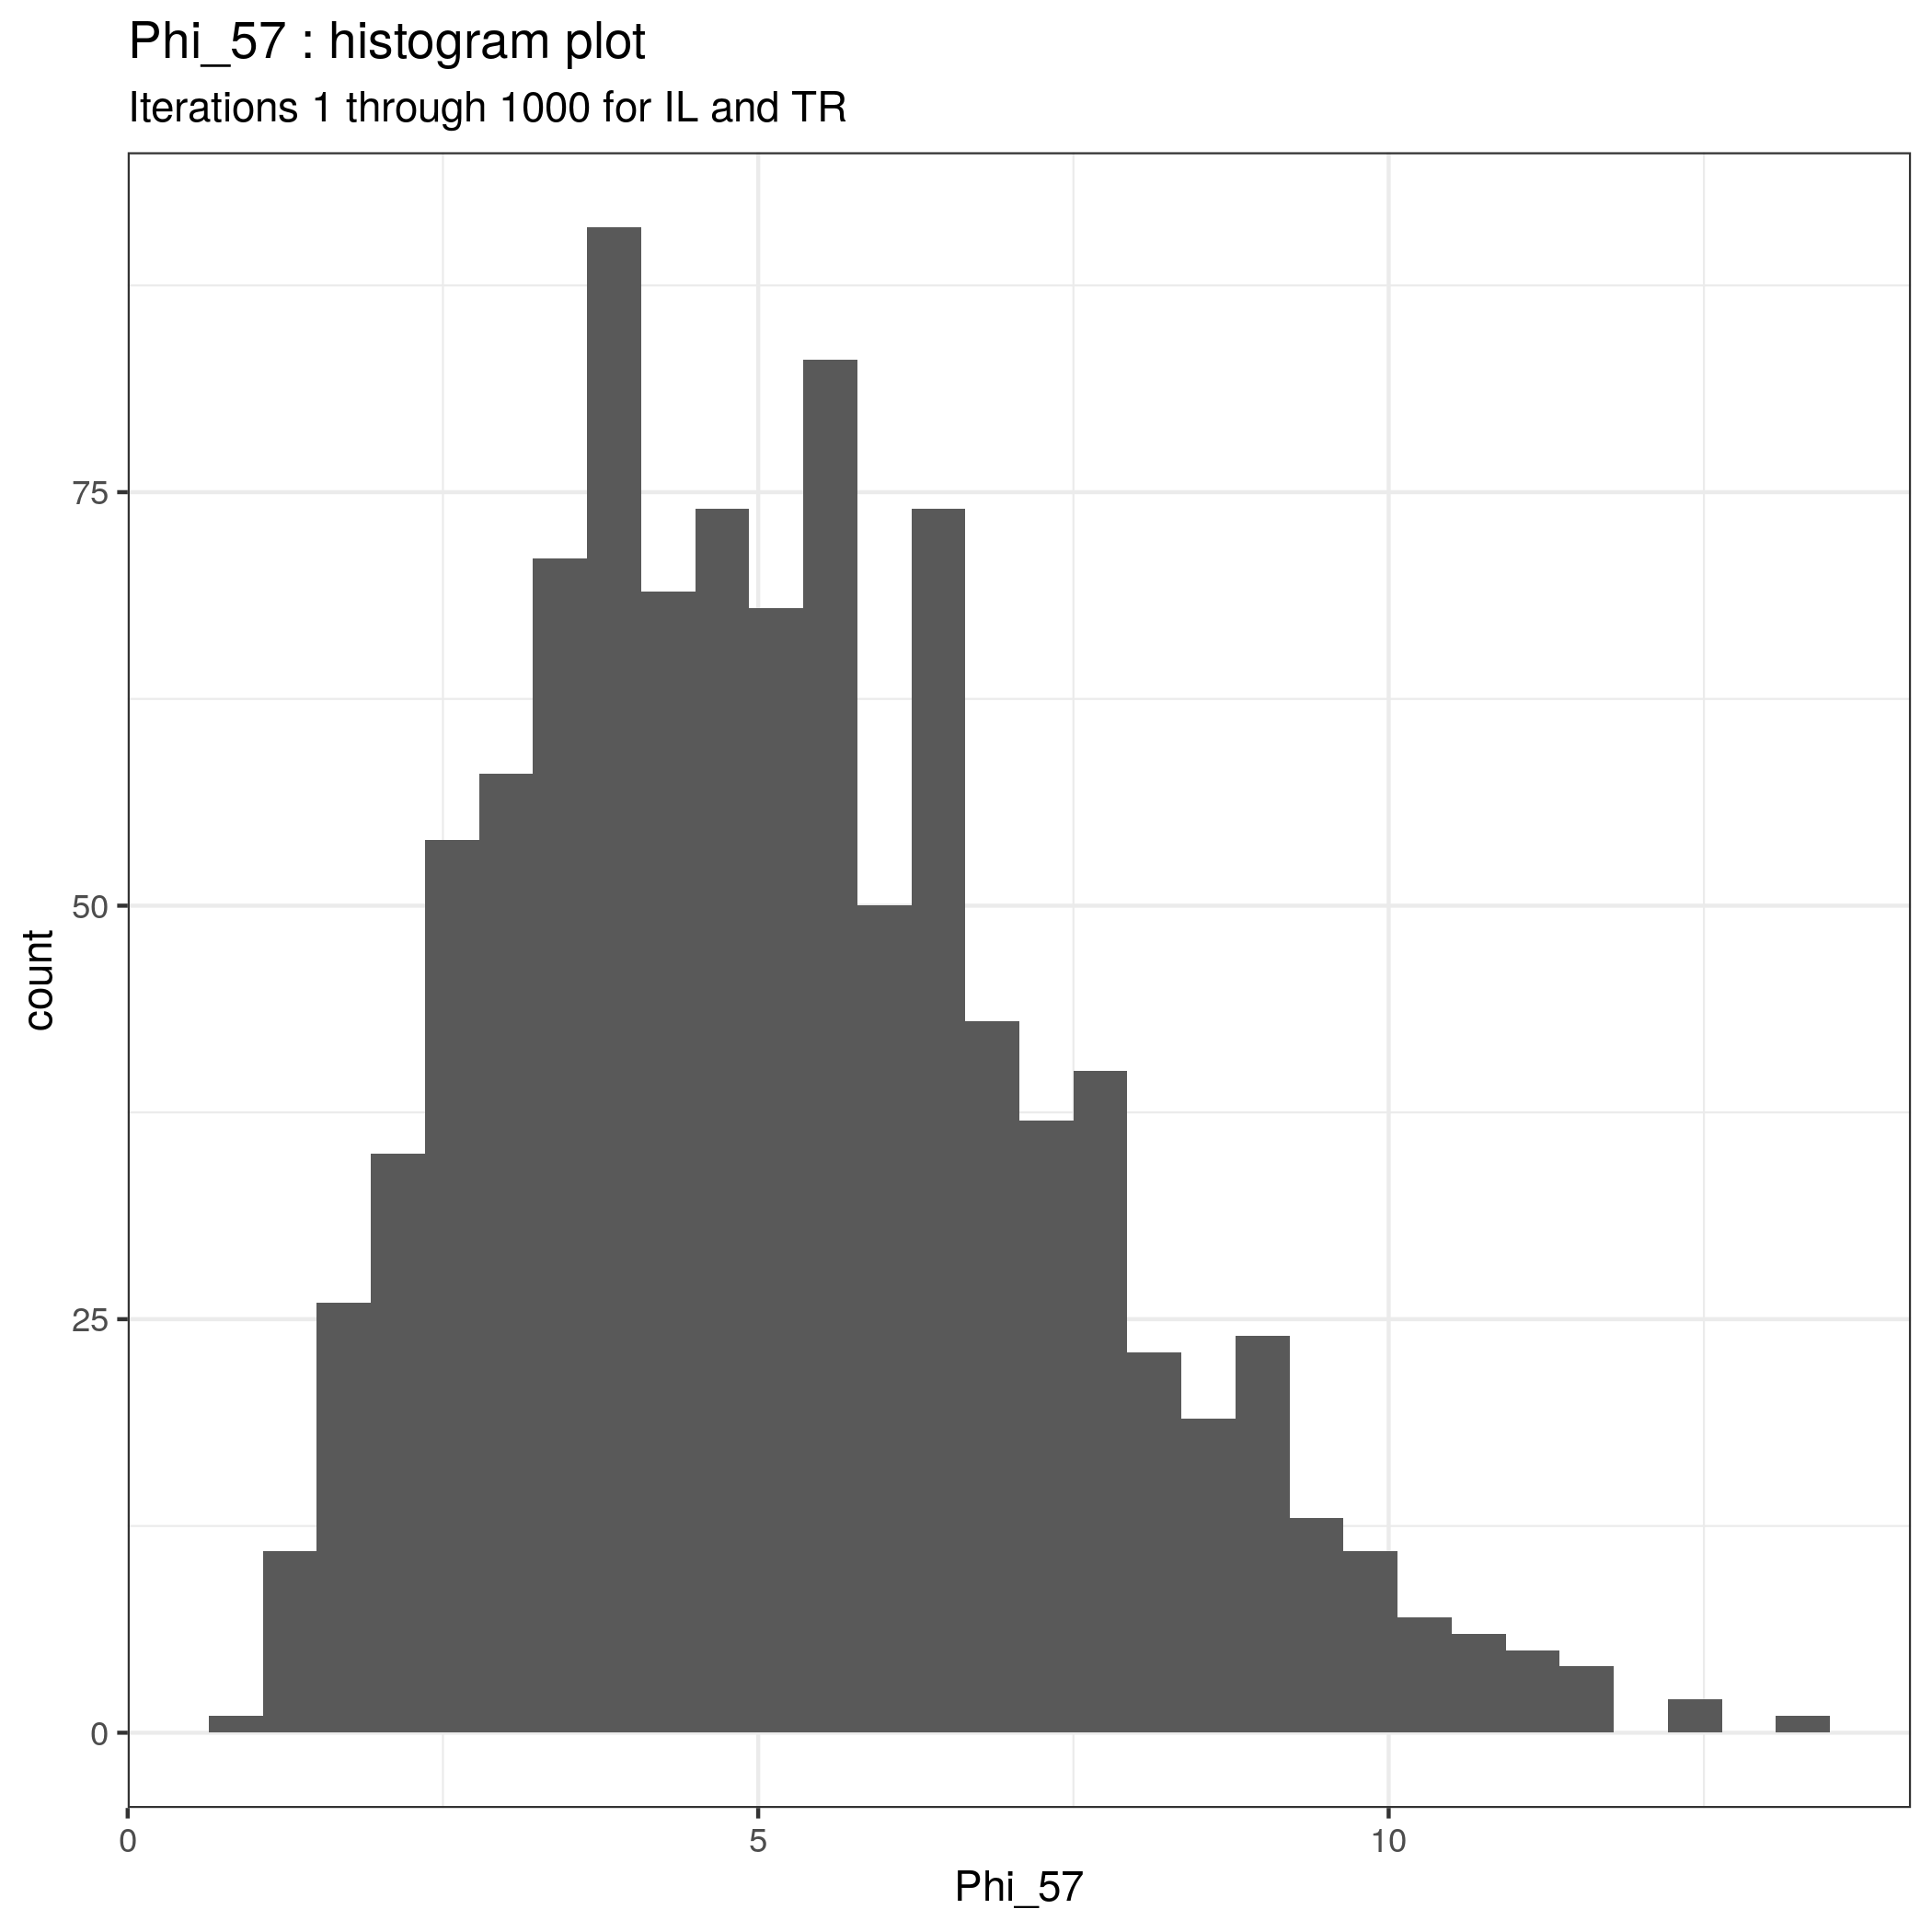 Phi_57 : histogram plot
Iterations 1 through 1000 for IL and TR
75
50
25
0
count
0 5 10
Phi_57